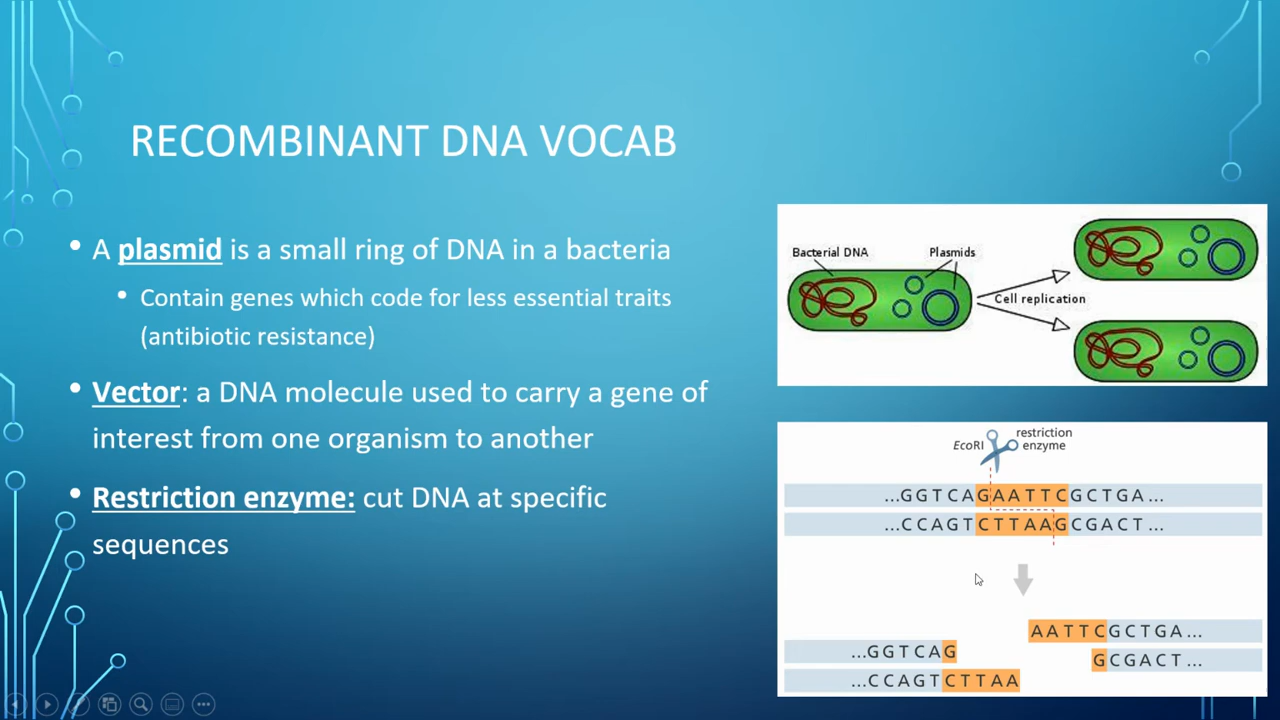 RECOMBINANT DNA VOCAB
• A plasmid is a small ring of DNA in a bacteria
• Contain genes which code for less essential traits
(antibiotic resistance)
• Vector: a DNA molecule used to carry a gene of
interest from one organism to another
• Restriction enzyme: cut DNA at specific
sequences
Bacterial DNA
Plasmids
Cell replication
EcoRI
restriction
enzyme
...GGTCAGAATTCGCTGA...
...CCAGTCTTAAGCGACT...
AATTCGCTGA...
GCGACT...
...GGTCAG
...CCAGTCTTAA